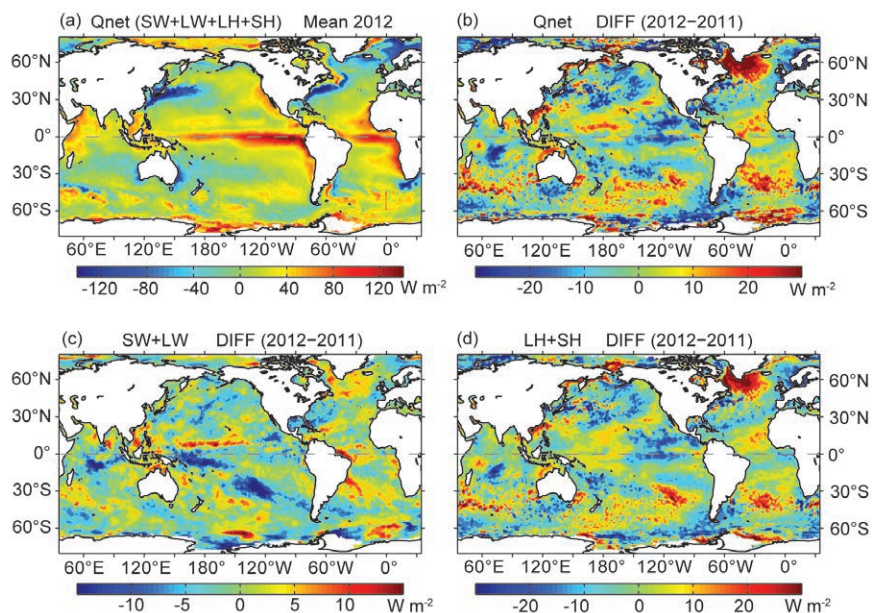 (a) Qnet (SW+LW+LH+SH) Mean 2012
(b) Qnet DIFF (2012−2011)
60°N
30°N
0°
30°S
60°S
60°N
30°N
0°
30°S
60°S
60°E 120°E 180° 120°W 60°W 0°
60°E 120°E 180° 120°W 60°W 0°
-120 -80 -40 0 40 80 120 W m-2
-20 -10 0 10 20 W m-2
(c) SW+LW DIFF (2012−2011)
(d) LH+SH DIFF (2012−2011)
60°N
30°N
0°
30°S
60°S
60°N
30°N
0°
30°S
60°S
60°E 120°E 180° 120°W 60°W 0°
60°E 120°E 180° 120°W 60°W 0°
-10 -5 0 5 10 W m-2
-20 -10 0 10 20 W m-2